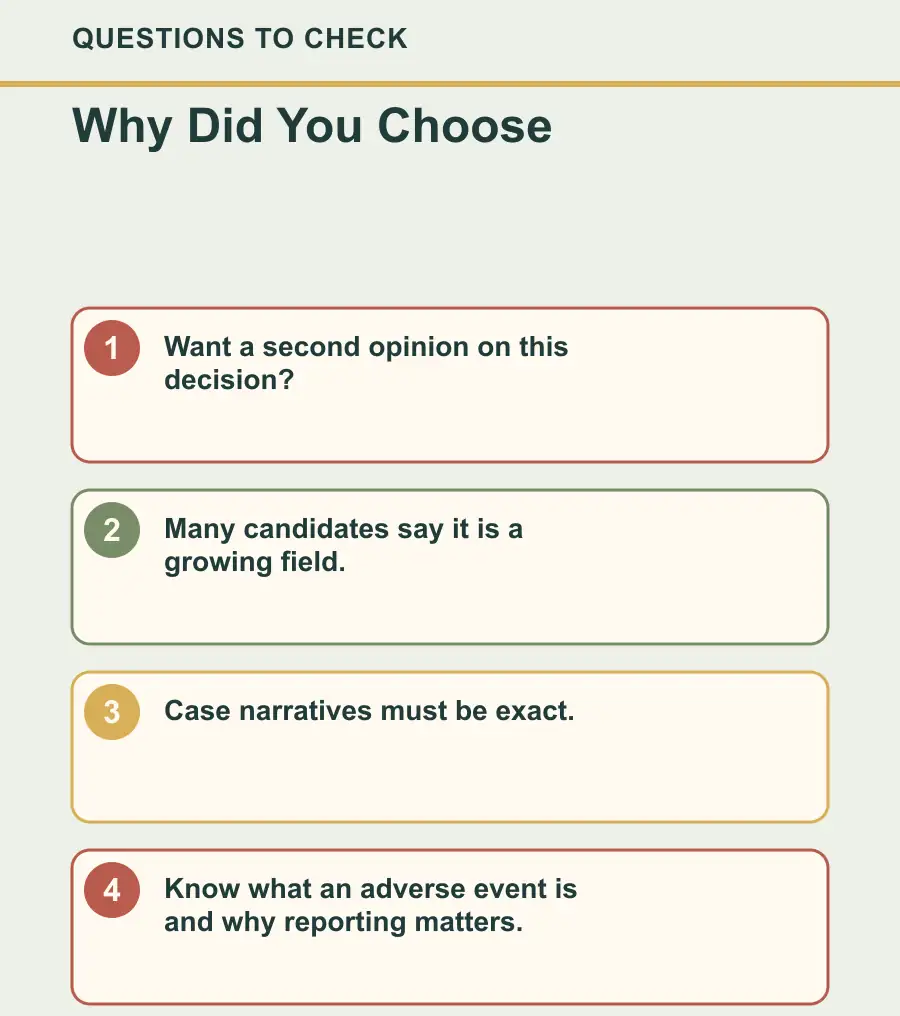 QUESTIONS TO CHECK
Why Did You Choose
1
Want a second opinion on this
decision?
2
Many candidates say it is a
growing field.
3
Case narratives must be exact.
4
Know what an adverse event is
and why reporting matters.